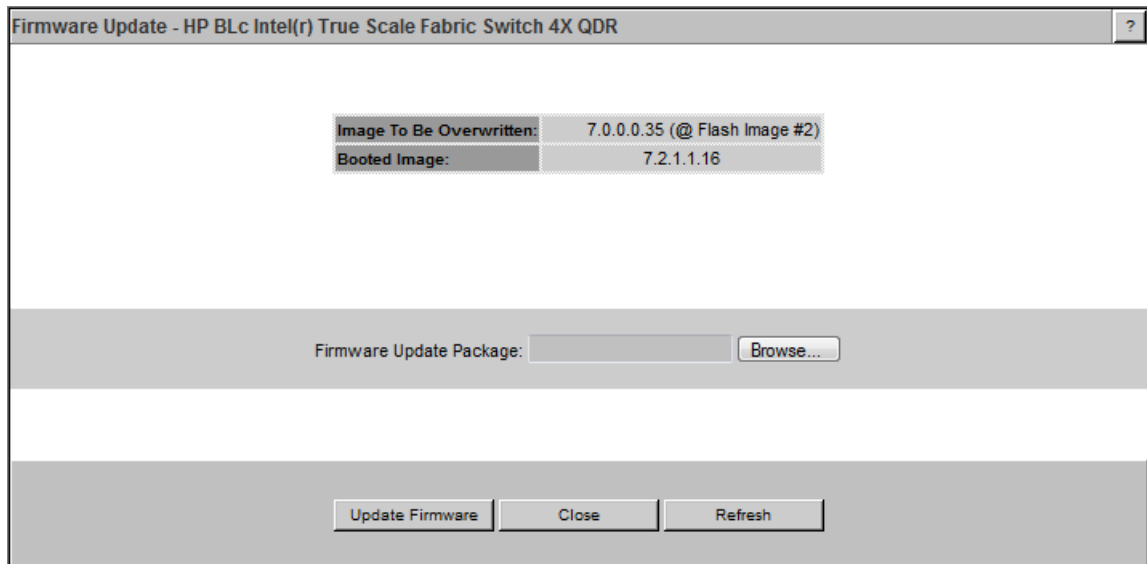 Firmware Update - HP BLc Intel(r) True Scale Fabric Switch 4X QDR ?
Image To Be Overwritten: 7.0.0.0.35 (@ Flash Image #2)
Booted Image: 7.2.1.1.16
Firmware Update Package: Browse...
Update Firmware Close Refresh